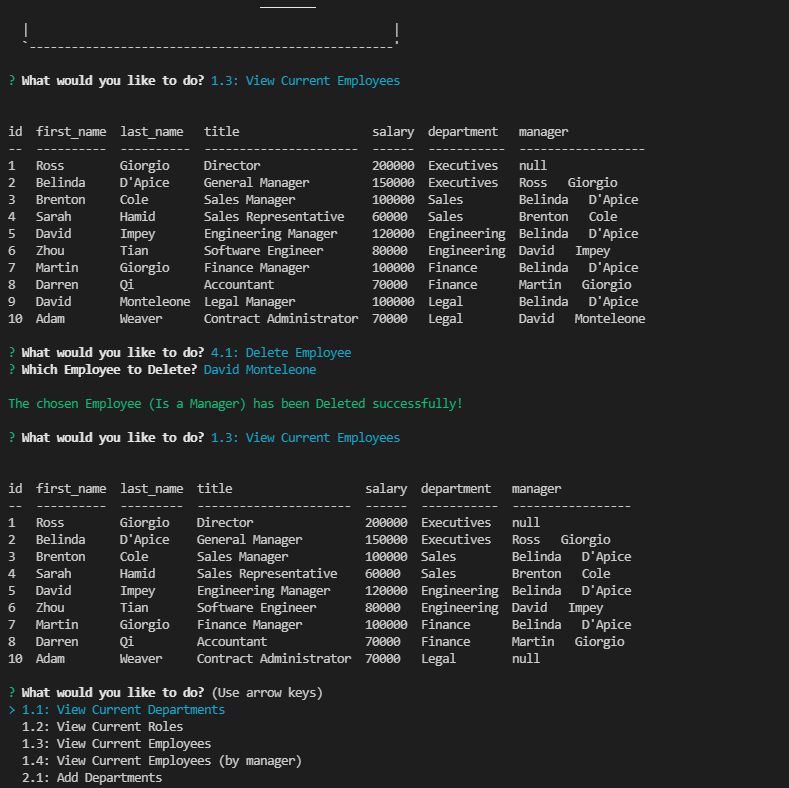 |                                                    |
`----------------------------------------------------'
? What would you like to do? 1.3: View Current Employees
id  first_name  last_name  title                   salary  department   manager
--  ----------  ----------  ----------------------  ------  -----------  ------------------
1   Ross        Giorgio     Director                200000  Executives   null
2   Belinda     D'Apice     General Manager         150000  Executives   Ross   Giorgio
3   Brenton     Cole        Sales Manager           100000  Sales        Belinda   D'Apice
4   Sarah       Hamid       Sales Representative    60000   Sales        Brenton   Cole
5   David       Impey       Engineering Manager     120000  Engineering  Belinda   D'Apice
6   Zhou        Tian        Software Engineer       80000   Engineering  David   Impey
7   Martin      Giorgio     Finance Manager         100000  Finance      Belinda   D'Apice
8   Darren      Qi          Accountant              70000   Finance      Martin   Giorgio
9   David       Monteleone  Legal Manager           100000  Legal        Belinda   D'Apice
10  Adam        Weaver      Contract Administrator  70000   Legal        David   Monteleone
? What would you like to do? 4.1: Delete Employee
? Which Employee to Delete? David Monteleone
The chosen Employee (Is a Manager) has been Deleted successfully!
? What would you like to do? 1.3: View Current Employees
id  first_name  last_name  title                   salary  department   manager
--  ----------  ---------  ----------------------  ------  -----------  -----------------
1   Ross        Giorgio    Director                200000  Executives   null
2   Belinda     D'Apice    General Manager         150000  Executives   Ross   Giorgio
3   Brenton     Cole       Sales Manager           100000  Sales        Belinda   D'Apice
4   Sarah       Hamid      Sales Representative    60000   Sales        Brenton   Cole
5   David       Impey      Engineering Manager     120000  Engineering  Belinda   D'Apice
6   Zhou        Tian       Software Engineer       80000   Engineering  David   Impey
7   Martin      Giorgio    Finance Manager         100000  Finance      Belinda   D'Apice
8   Darren      Qi         Accountant              70000   Finance      Martin   Giorgio
10  Adam        Weaver     Contract Administrator  70000   Legal        null
? What would you like to do? (Use arrow keys)
> 1.1: View Current Departments
1.2: View Current Roles
1.3: View Current Employees
1.4: View Current Employees (by manager)
2.1: Add Departments